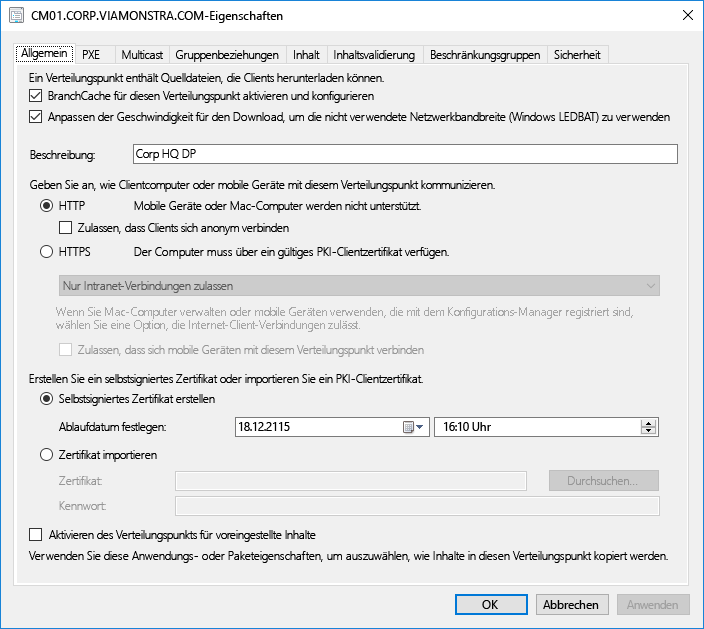 CM01.CORP.VIAMONSTRA.COM-Eigenschaften
Allgemein PXE Multicast Gruppenbeziehungen Inhalt Inhaltsvalidierung Beschränkungsgruppen Sicherheit
Ein Verteilungspunkt enthält Quelldateien, die Clients herunterladen können.
BranchCache für diesen Verteilungspunkt aktivieren und konfigurieren
Anpassen der Geschwindigkeit für den Download, um die nicht verwendete Netzwerkbandbreite (Windows LEDBAT) zu verwenden
Beschreibung: Corp HQ DP
Geben Sie an, wie Clientcomputer oder mobile Geräte mit diesem Verteilungspunkt kommunizieren.
HTTP Mobile Geräte oder Mac-Computer werden nicht unterstützt.
Zulassen, dass Clients sich anonym verbinden
HTTPS Der Computer muss über ein gültiges PKI-Clientzertifikat verfügen.
Nur Intranet-Verbindungen zulassen
Wenn Sie Mac-Computer verwalten oder mobile Geräten verwenden, die mit dem Konfigurations-Manager registriert sind,
wählen Sie eine Option, die Internet-Client-Verbindungen zulässt.
Zulassen, dass sich mobile Geräten mit diesem Verteilungspunkt verbinden
Erstellen Sie ein selbstsigniertes Zertifikat oder importieren Sie ein PKI-Clientzertifikat.
Selbstsigniertes Zertifikat erstellen
Ablaufdatum festlegen: 18.12.2115 16:10 Uhr
Zertifikat importieren
Zertifikat: Durchsuchen...
Kennwort:
Aktivieren des Verteilungspunkts für voreingestellte Inhalte
Verwenden Sie diese Anwendungs- oder Paketeigenschaften, um auszuwählen, wie Inhalte in diesen Verteilungspunkt kopiert werden.
OK Abbrechen Anwenden